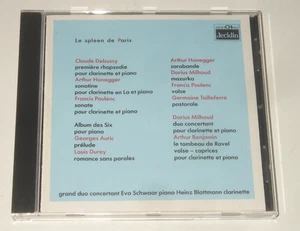 Jecklin
Le spleen de Paris
Claude Debussy
première rhapsodie
pour clarinette et piano
Arthur Honegger
sonatine
pour clarinette en La et piano
Francis Poulenc
sonate
pour clarinette et piano
Album des Six
pour piano
Georges Auric
prélude
Louis Durey
romance sans paroles
Arthur Honegger
sarabande
Darius Milhaud
mazurka
Francis Poulenc
valse
Germaine Tailleferre
pastorale
Darius Milhaud
duo concertant
pour clarinette et piano
Arthur Benjamin
le tombeau de Ravel
valse - caprices
pour clarinette et piano
grand duo concertant Eva Schwaar piano Heinz Blattmann clarinette